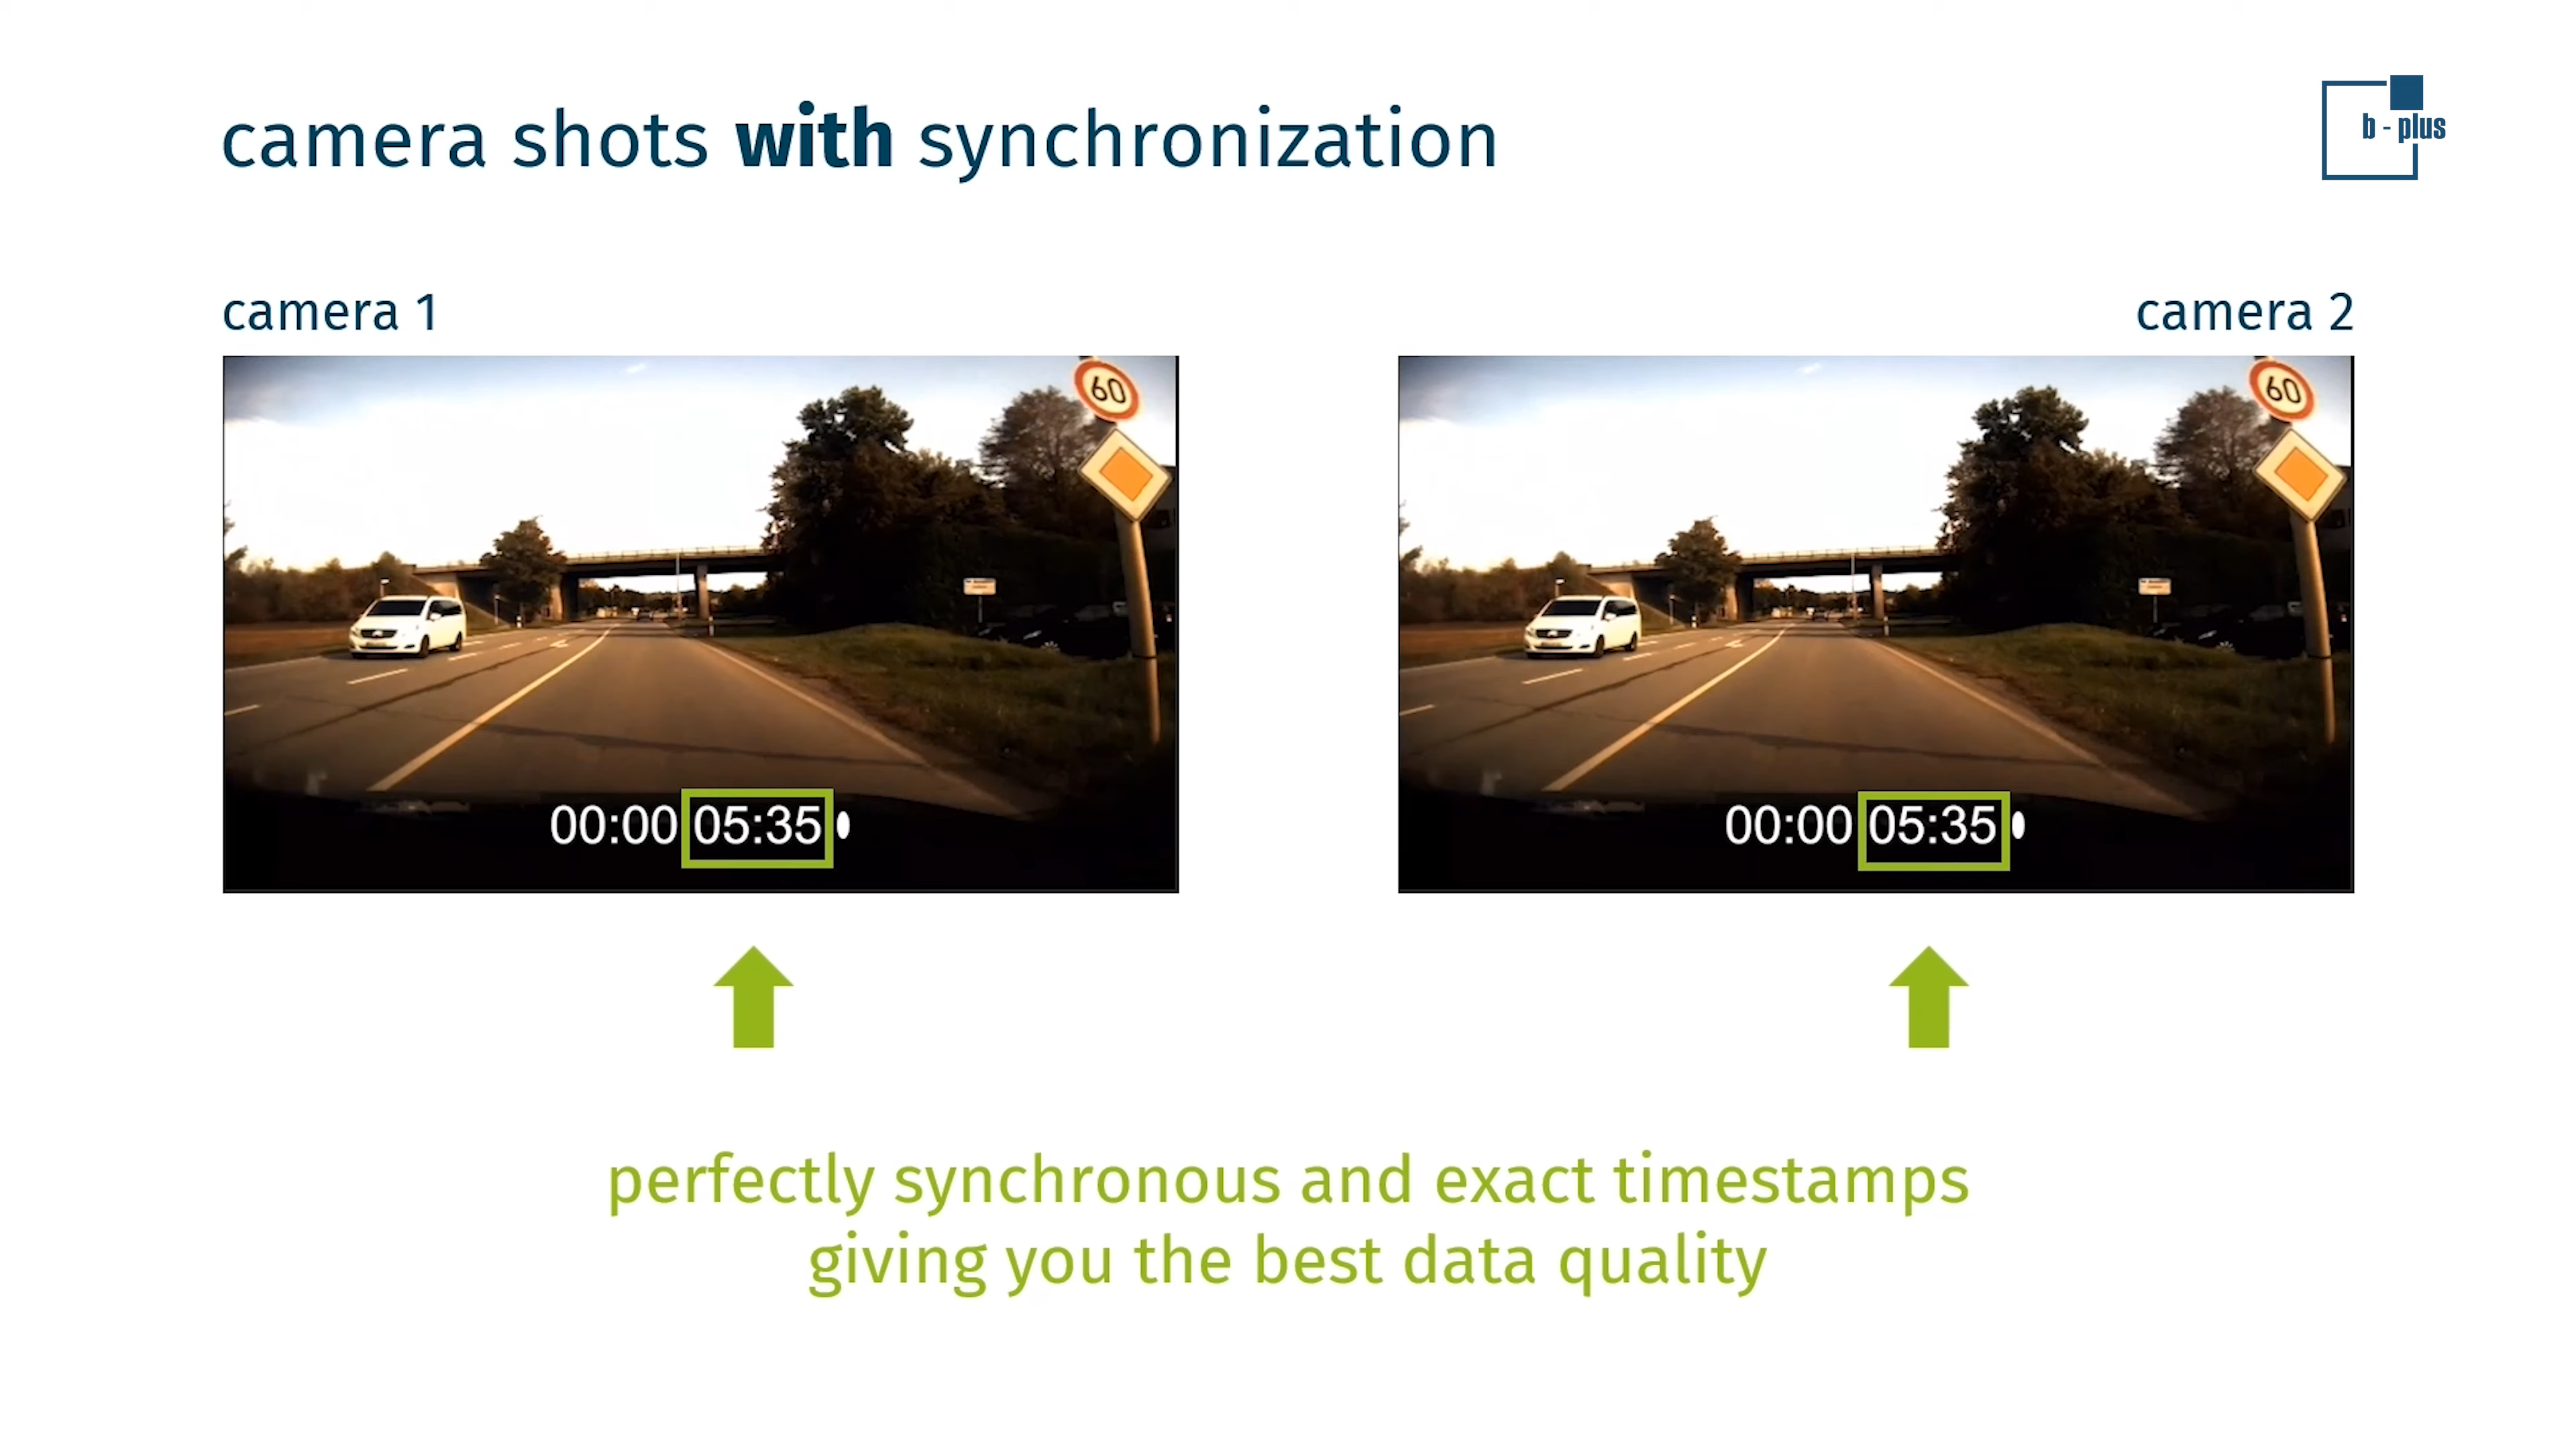 camera shots with synchronization
b-plus
camera 1
camera 2
60
00:00 05:35
60
00:00 05:35
perfectly synchronous and exact timestamps
giving you the best data quality